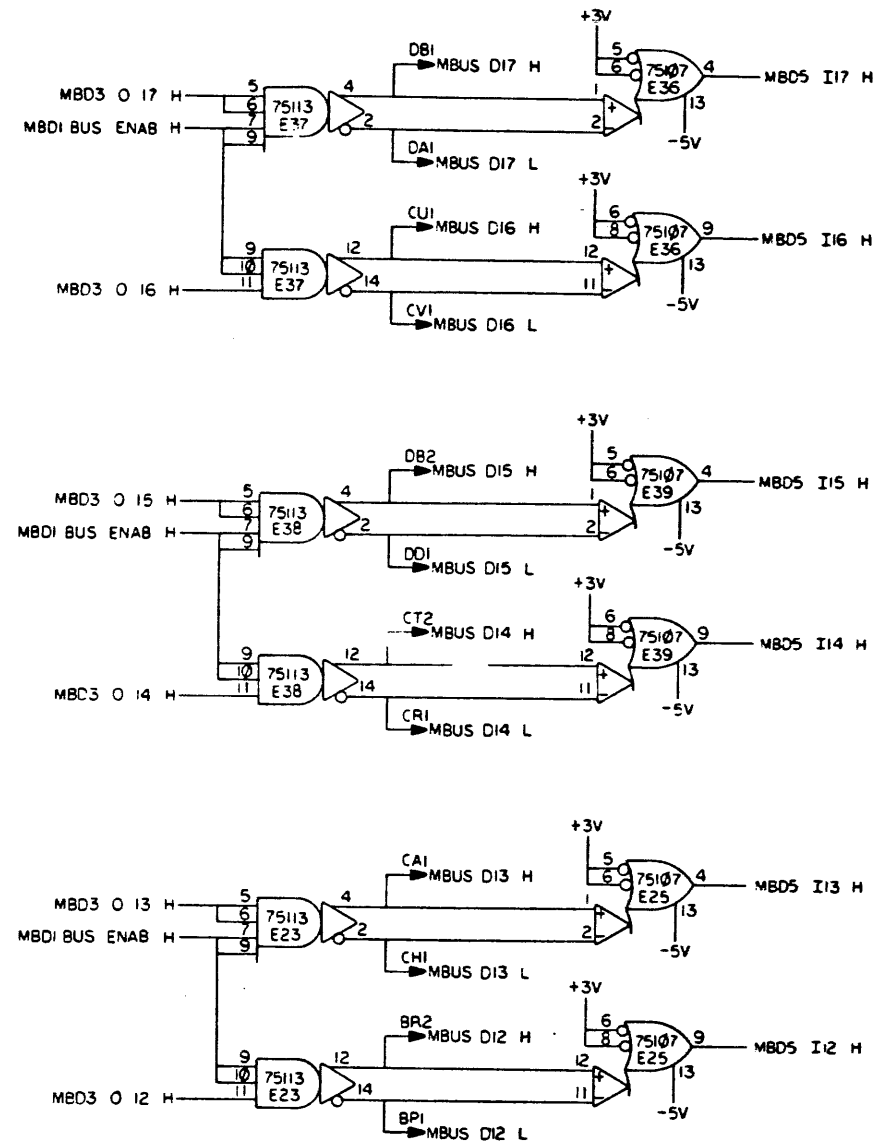 +3V
DB1
MBUS D17 H
5
6
75107
E36
4
MBD5 I17 H
13
-5V
MBD3 O 17 H
MBD1 BUS ENAB H
5
6
7
9
75113
E37
4
2
1
2
+
-
DA1
MBUS D17 L
+3V
CU1
MBUS D16 H
6
8
75107
E36
9
MBD5 I16 H
13
-5V
9
10
11
75113
E37
12
14
12
11
+
-
MBD3 O 16 H
CV1
MBUS D16 L
+3V
DB2
MBUS D15 H
5
6
75107
E39
4
MBD5 I15 H
13
-5V
MBD3 O 15 H
MBD1 BUS ENAB H
5
6
7
9
75113
E38
4
2
1
2
+
-
DD1
MBUS D15 L
+3V
CT2
MBUS D14 H
6
8
75107
E39
9
MBD5 I14 H
13
-5V
9
10
11
75113
E38
12
14
12
11
+
-
MBD3 O 14 H
CR1
MBUS D14 L
+3V
CA1
MBUS D13 H
5
6
75107
E25
4
MBD5 I13 H
13
-5V
MBD3 O 13 H
MBD1 BUS ENAB H
5
6
7
9
75113
E23
4
2
1
2
+
-
CH1
MBUS D13 L
+3V
BR2
MBUS D12 H
6
8
75107
E25
9
MBD5 I12 H
13
-5V
9
10
11
75113
E23
12
14
12
11
+
-
MBD3 O 12 H
BP1
MBUS D12 L